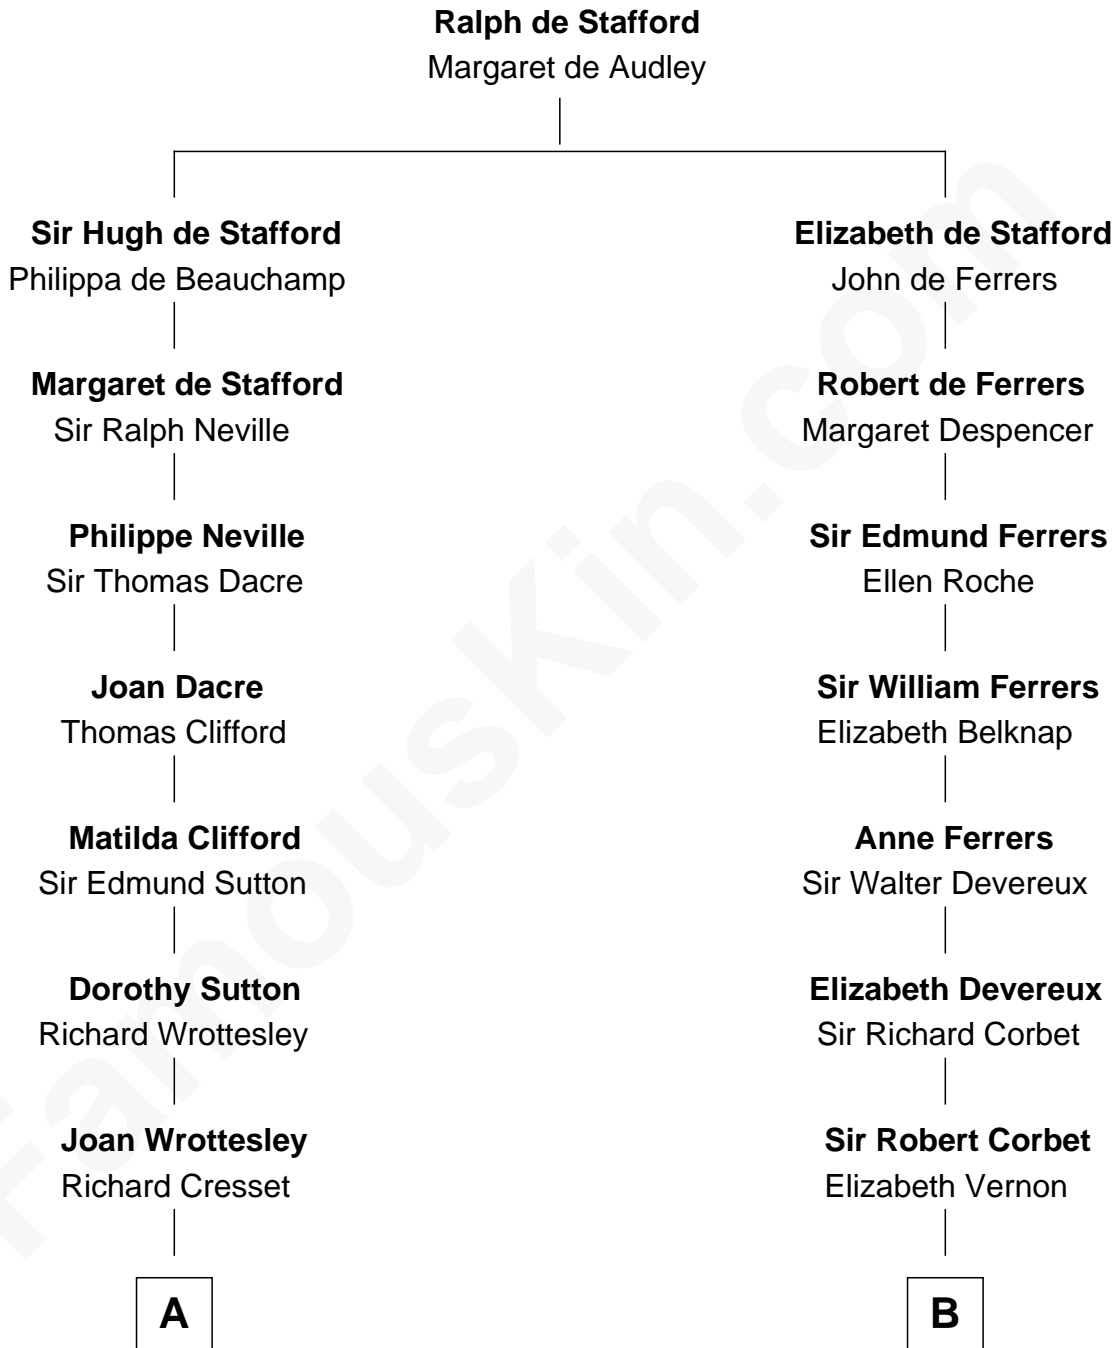 Ralph de Stafford
Margaret de Audley
Sir Hugh de Stafford
Philippa de Beauchamp
Elizabeth de Stafford
John de Ferrers
Margaret de Stafford
Sir Ralph Neville
Robert de Ferrers
Margaret Despencer
Philippe Neville
Sir Thomas Dacre
Sir Edmund Ferrers
Ellen Roche
Joan Dacre
Thomas Clifford
Sir William Ferrers
Elizabeth Belknap
Matilda Clifford
Sir Edmund Sutton
Anne Ferrers
Sir Walter Devereux
Dorothy Sutton
Richard Wrottesley
Elizabeth Devereux
Sir Richard Corbet
Joan Wrottesley
Richard Cresset
Sir Robert Corbet
Elizabeth Vernon
A
B
FamousKin.com